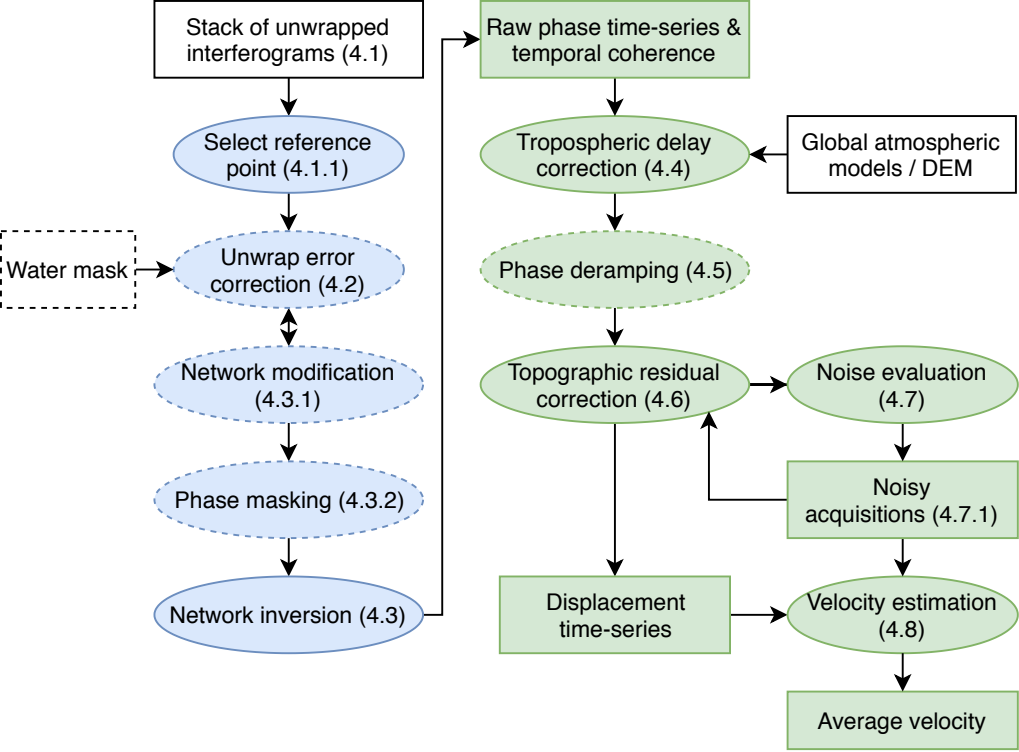 Stack of unwrapped
interferograms (4.1)
Select reference
point (4.1.1)
Water mask
Unwrap error
correction (4.2)
Network modification
(4.3.1)
Phase masking (4.3.2)
Network inversion (4.3)
Raw phase time-series &
temporal coherence
Tropospheric delay
correction (4.4)
Global atmospheric
models / DEM
Phase deramping (4.5)
Topographic residual
correction (4.6)
Noise evaluation
(4.7)
Noisy
acquisitions (4.7.1)
Displacement
time-series
Velocity estimation
(4.8)
Average velocity